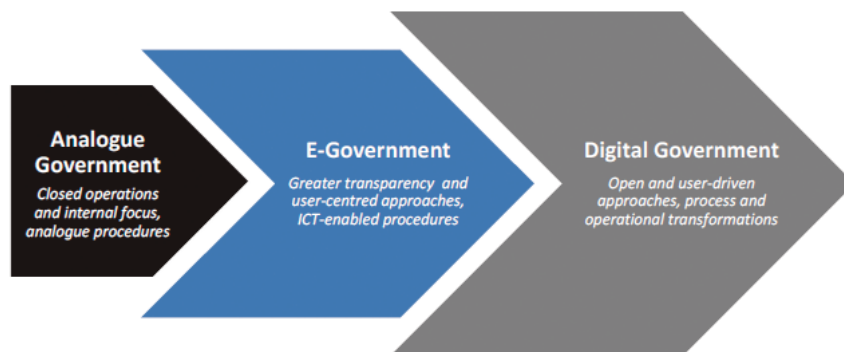 Analogue
Government
Closed operations
and internal focus,
analogue procedures
E-Government
Greater transparency and
user-centred approaches,
ICT-enabled procedures
Digital Government
Open and user-driven
approaches, process and
operational transformations